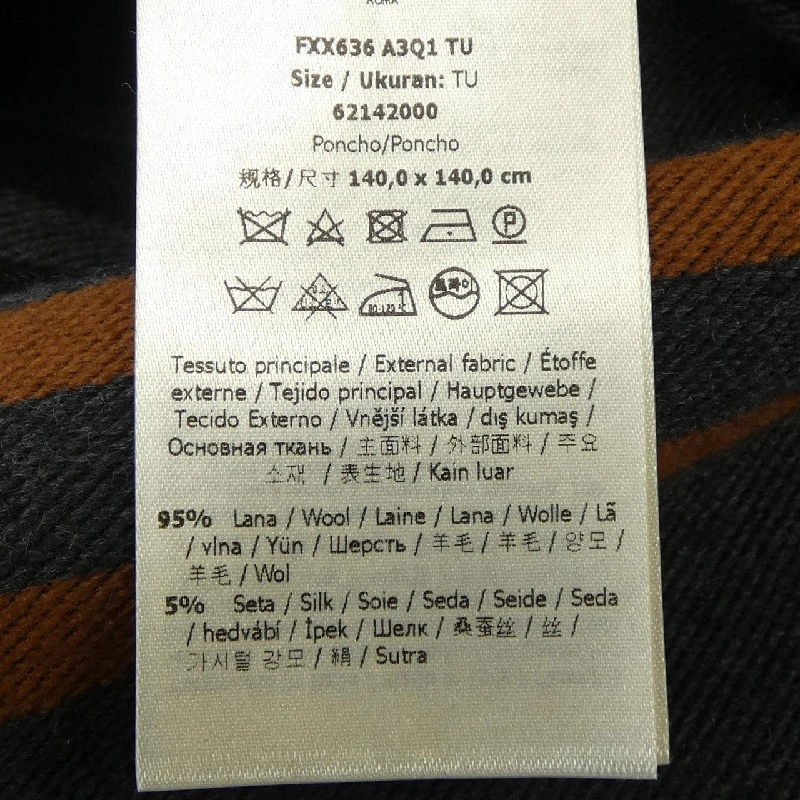 FXX636 A3Q1 TU
Size / Ukuran: TU
62142000
Poncho/Poncho
规格/尺寸 140,0 x 140,0 cm
P
Tessuto principale / External fabric / Étoffe
externe / Tejido principal / Hauptgewebe /
Tecido Externo / Vnější látka / dış kumaş /
Основная ткань / 主面料 / 外部面料 / 주요
소재 / 表生地 / Kain luar
95% Lana / Wool / Laine / Lana / Wolle / Lã
/ vlna / Yün / Шерсть / 羊毛 / 羊毛 / 양모 /
羊毛 / Wol
5% Seta / Silk / Soie / Seda / Seide / Seda
/ hedvábí / İpek / Шелк / 桑蚕丝 / 丝 /
가시털 강모 / 絹 / Sutra